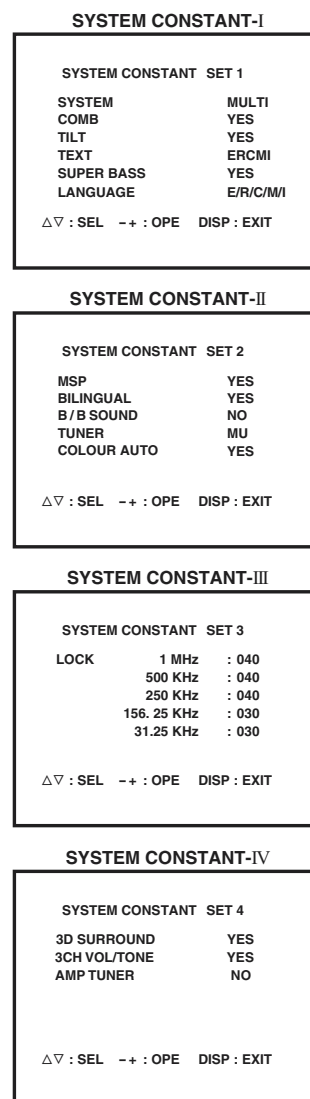 SYSTEM CONSTANT-I
SYSTEM CONSTANT SET 1
SYSTEM MULTI
COMB YES
TILT YES
TEXT ERCMI
SUPER BASS YES
LANGUAGE E/R/C/M/I
△▽ : SEL －+ : OPE DISP : EXIT
SYSTEM CONSTANT-II
SYSTEM CONSTANT SET 2
MSP YES
BILINGUAL YES
B / B SOUND NO
TUNER MU
COLOUR AUTO YES
△▽ : SEL －+ : OPE DISP : EXIT
SYSTEM CONSTANT-III
SYSTEM CONSTANT SET 3
LOCK 1 MHz : 040
500 KHz : 040
250 KHz : 040
156. 25 KHz : 030
31.25 KHz : 030
△▽ : SEL －+ : OPE DISP : EXIT
SYSTEM CONSTANT-IV
SYSTEM CONSTANT SET 4
3D SURROUND YES
3CH VOL/TONE YES
AMP TUNER NO
△▽ : SEL －+ : OPE DISP : EXIT